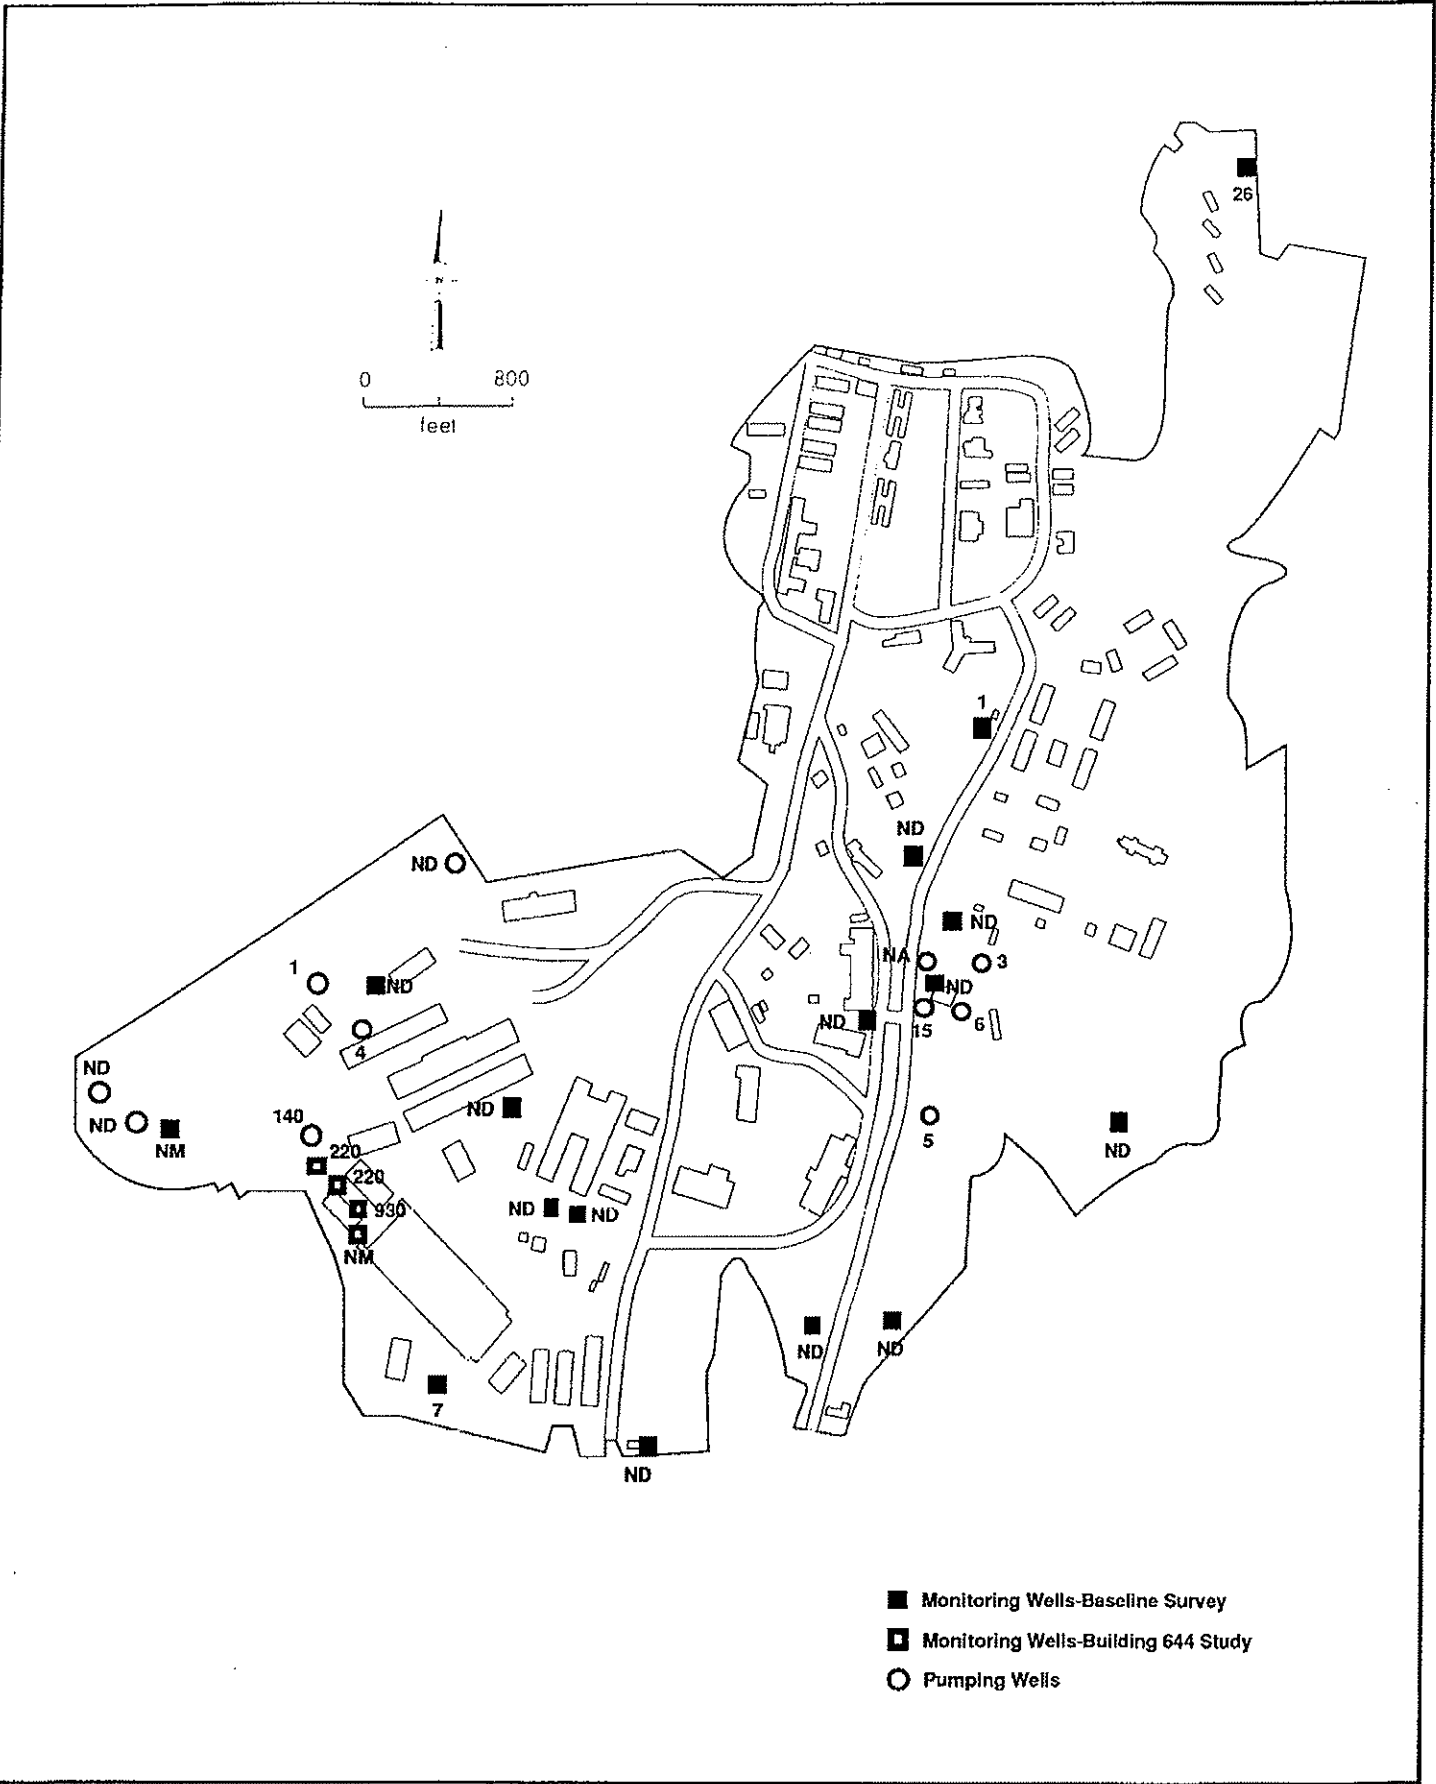 26
N
0 800
feet
1
ND
ND
ND
NA
3
1
ND
ND
ND
15
6
4
ND
ND
140
ND
5
NM
ND
220
220
930
ND
ND
NM
ND
ND
7
ND
Monitoring Wells-Baseline Survey
Monitoring Wells-Building 644 Study
Pumping Wells